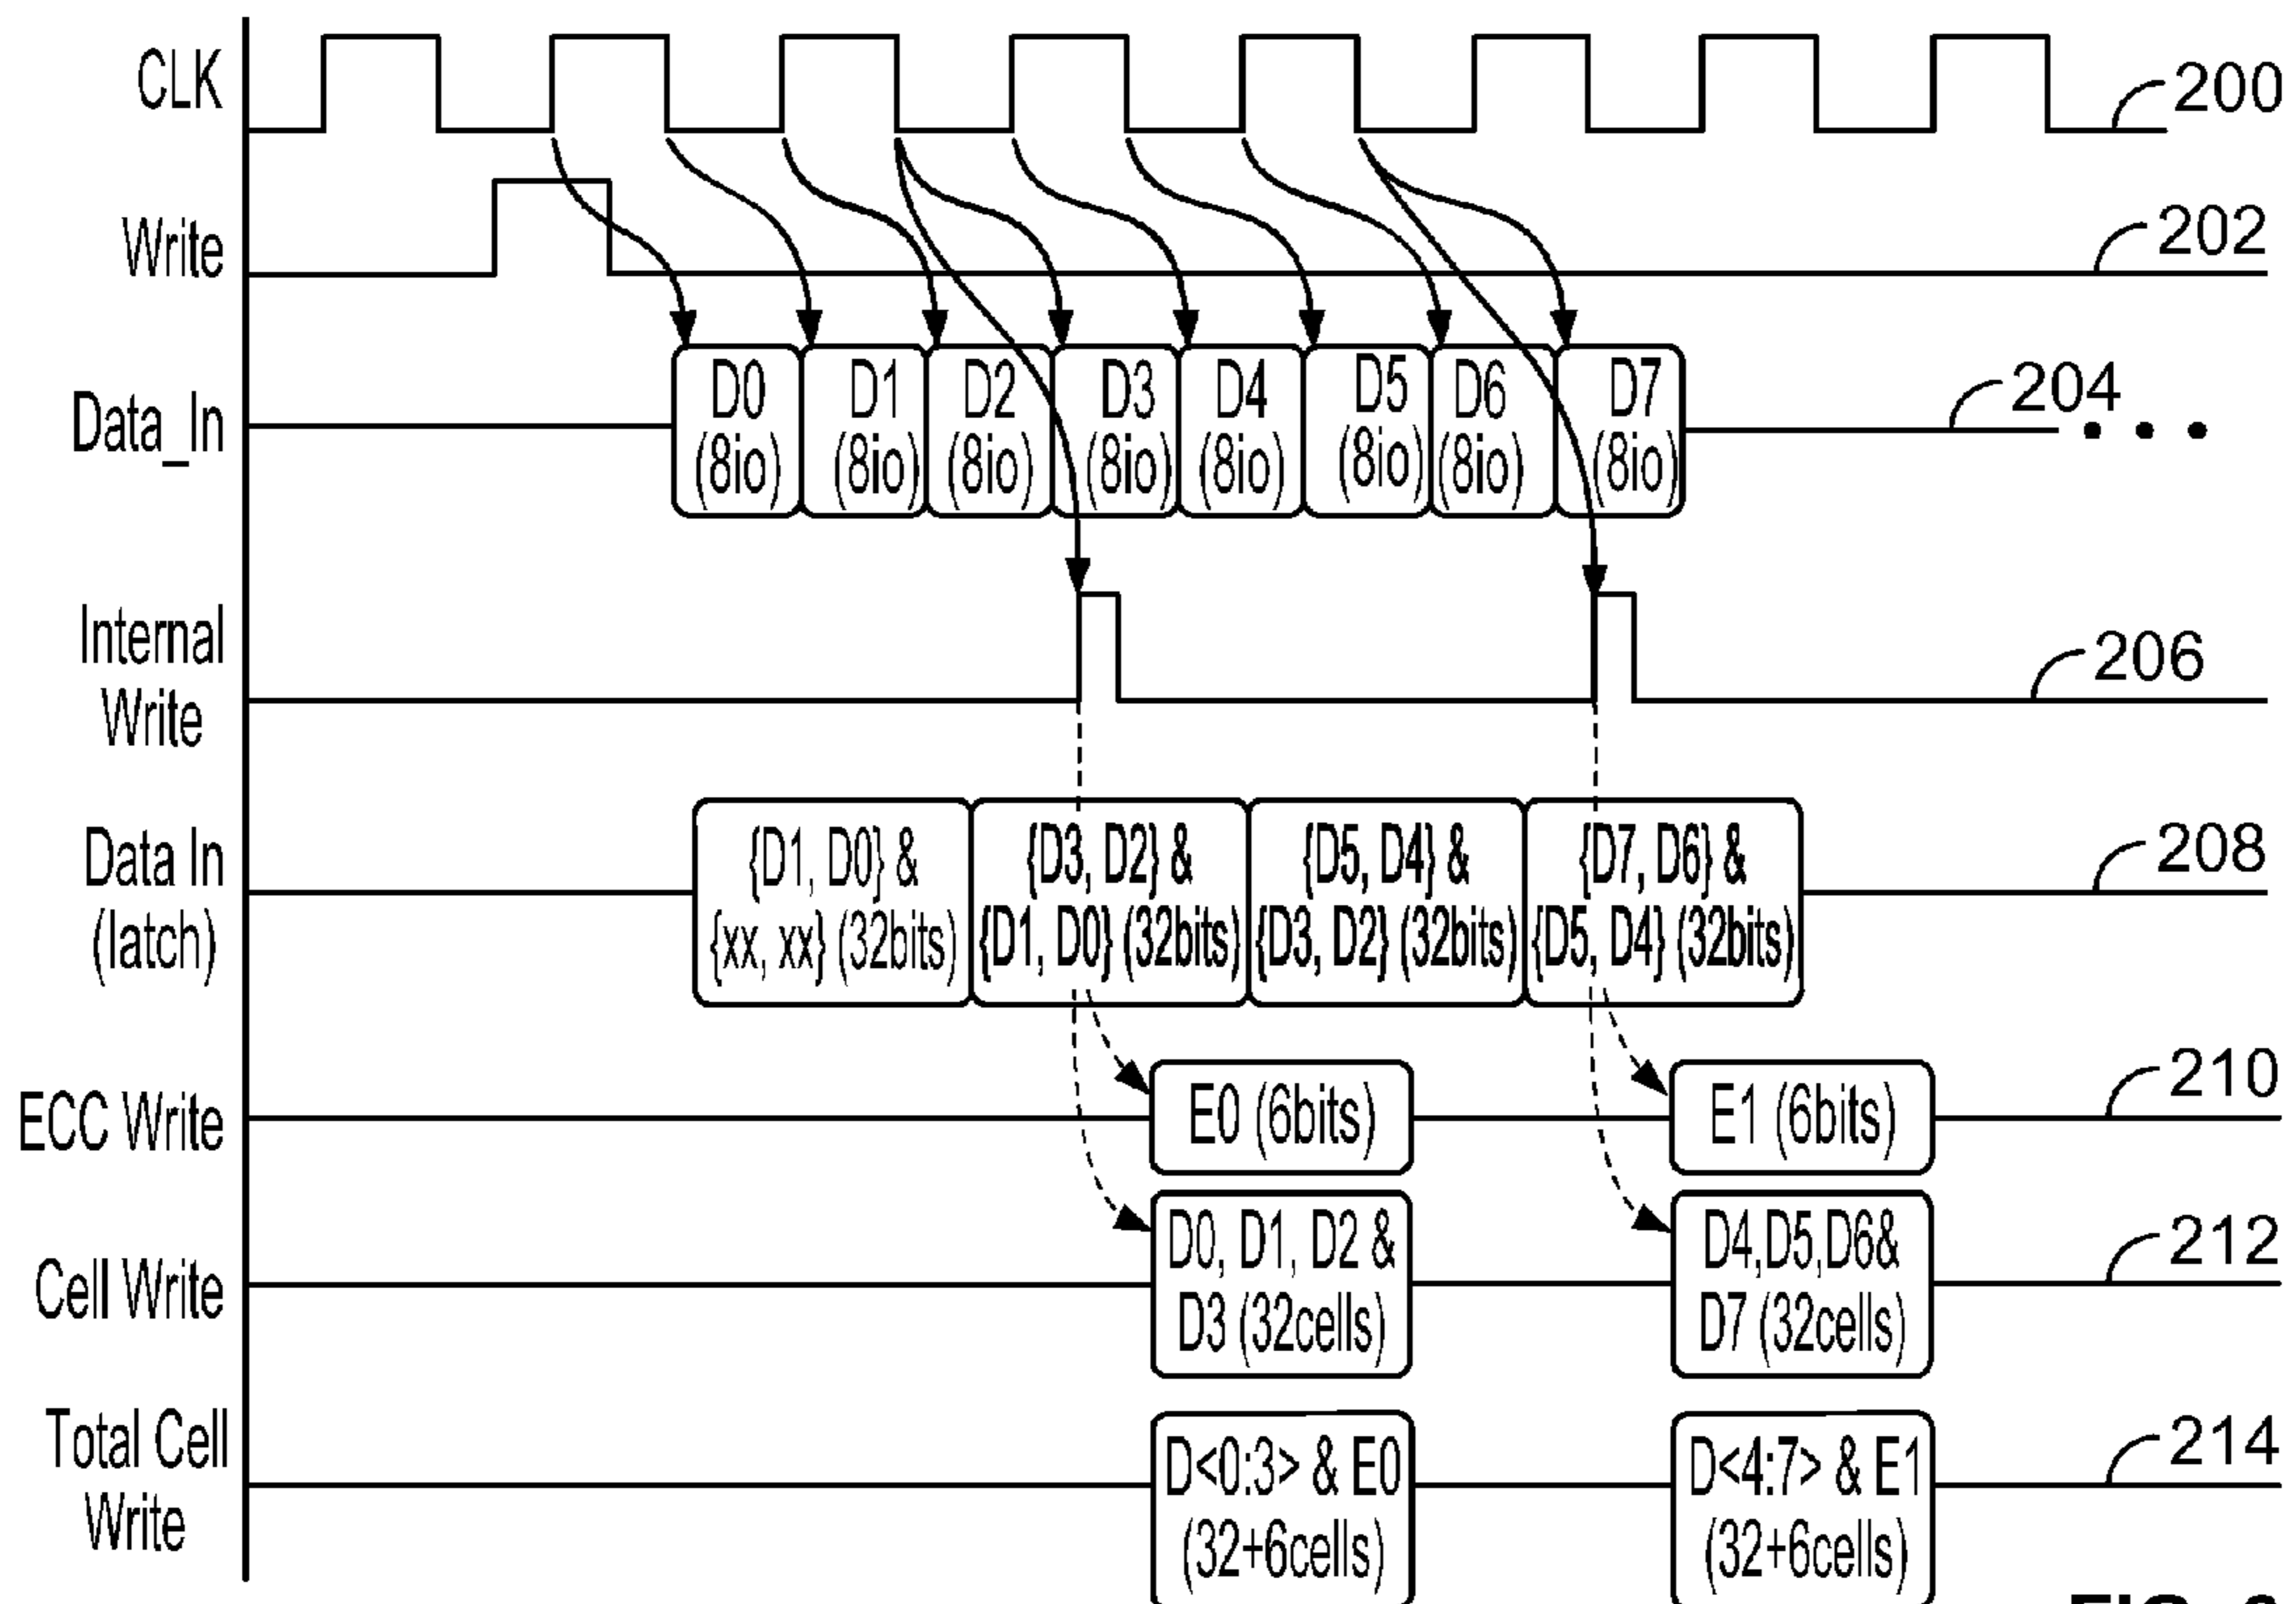 CLK
200
Write
202
Data_In
D0
(8io)
D1
(8io)
D2
(8io)
D3
(8io)
D4
(8io)
D5
(8io)
D6
(8io)
D7
(8io)
204
Internal
Write
206
Data In
(latch)
{D1, D0} &
{xx, xx} (32bits)
{D3, D2} &
{D1, D0} (32bits)
{D5, D4} &
{D3, D2} (32bits)
{D7, D6} &
{D5, D4} (32bits)
208
ECC Write
E0 (6bits)
E1 (6bits)
210
Cell Write
D0, D1, D2 &
D3 (32cells)
D4,D5,D6&
D7 (32cells)
212
Total Cell
Write
D<0:3> & E0
(32+6cells)
D<4:7> & E1
(32+6cells)
214